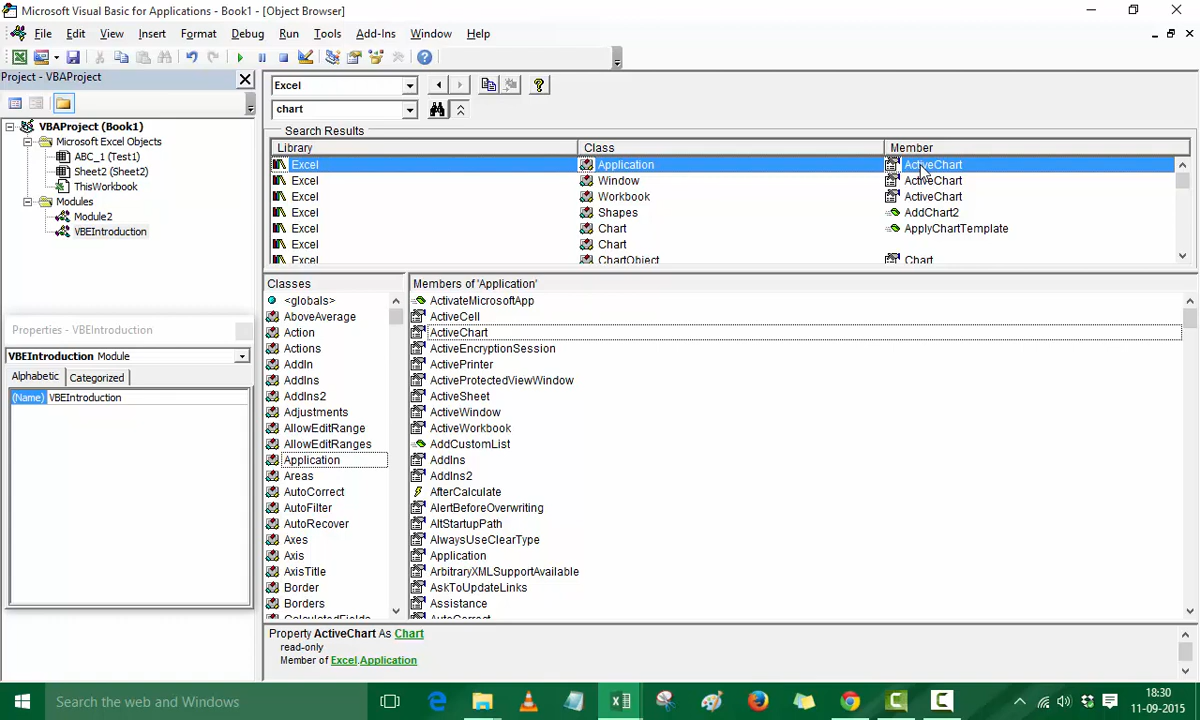 Microsoft Visual Basic for Applications - Book1 - [Object Browser]
File Edit View Insert Format Debug Run Tools Add-Ins Window Help
Project - VBAProject
VBAProject (Book1)
Microsoft Excel Objects
ABC_1 (Test1)
Sheet2 (Sheet2)
ThisWorkbook
Modules
Module2
VBEIntroduction
Properties - VBEIntroduction
VBEIntroduction Module
Alphabetic Categorized
(Name) VBEIntroduction
Excel
chart
Search Results
Library Class Member
Excel Application ActiveChart
Excel Window ActiveChart
Excel Workbook ActiveChart
Excel Shapes AddChart2
Excel Chart ApplyChartTemplate
Excel Chart
Excel ChartObject Chart
Classes
<globals>
AboveAverage
Action
Actions
AddIn
AddIns
AddIns2
Adjustments
AllowEditRange
AllowEditRanges
Application
Areas
AutoCorrect
AutoFilter
AutoRecover
Axes
Axis
AxisTitle
Border
Borders
CalculatedFields
Members of 'Application'
ActivateMicrosoftApp
ActiveCell
ActiveChart
ActiveEncryptionSession
ActivePrinter
ActiveProtectedViewWindow
ActiveSheet
ActiveWindow
ActiveWorkbook
AddCustomList
AddIns
AddIns2
AfterCalculate
AlertBeforeOverwriting
AltStartupPath
AlwaysUseClearType
Application
ArbitraryXMLSupportAvailable
AskToUpdateLinks
Assistance
AutoCorrect
Property ActiveChart As Chart
read-only
Member of Excel.Application
Search the web and Windows
18:30
11-09-2015